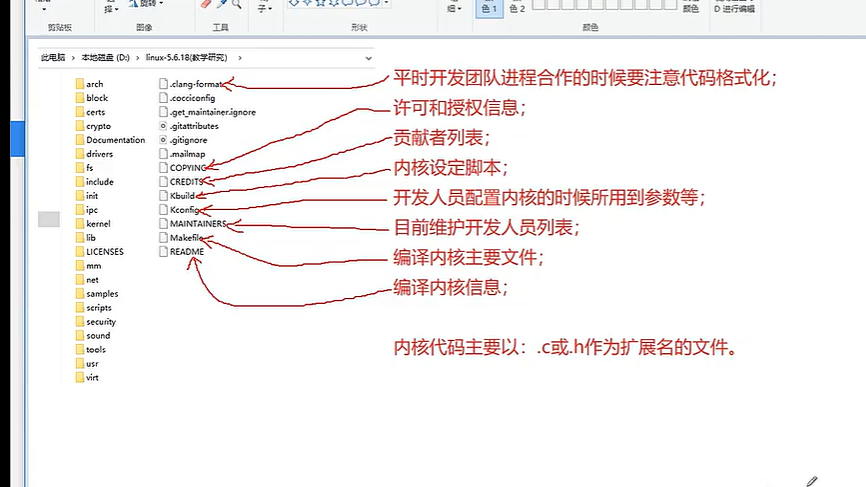 色 1
色 2
颜色
D 进行编辑
剪贴板
图像
工具
形状
颜色
此电脑 › 本地磁盘 (D:) › linux-5.6.18(教学研究) ›
arch
block
certs
crypto
Documentation
drivers
fs
include
init
ipc
kernel
lib
LICENSES
mm
net
samples
scripts
security
sound
tools
usr
virt
.clang-format
.cocciconfig
.get_maintainer.ignore
.gitattributes
.gitignore
.mailmap
COPYING
CREDITS
Kbuild
Kconfig
MAINTAINERS
Makefile
README
平时开发团队进程合作的时候要注意代码格式化；
许可和授权信息；
贡献者列表；
内核设定脚本；
开发人员配置内核的时候所用到参数等；
目前维护开发人员列表；
编译内核主要文件；
编译内核信息；
内核代码主要以：.c或.h作为扩展名的文件。